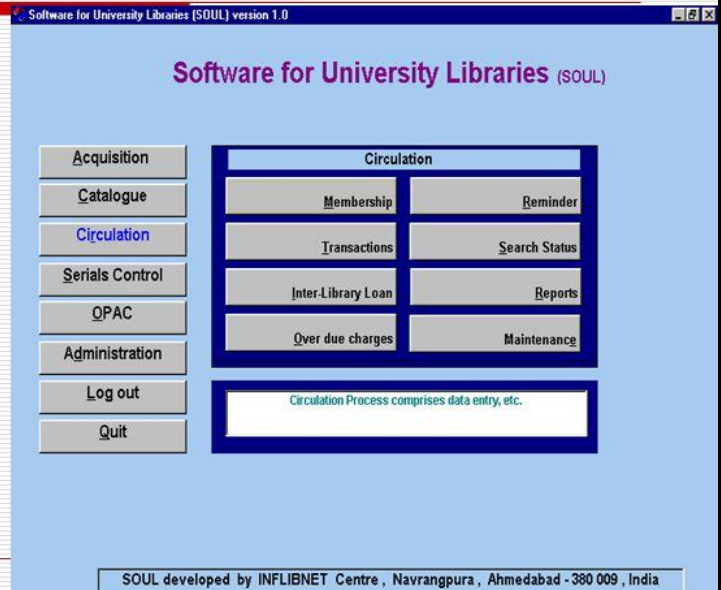 Software for University Libraries (SOUL) version 1.0
Software for University Libraries (SOUL)
Acquisition
Catalogue
Circulation
Serials Control
OPAC
Administration
Log out
Quit
Circulation
Membership
Reminder
Transactions
Search Status
Inter-Library Loan
Reports
Over due charges
Maintenance
Circulation Process comprises data entry, etc.
SOUL developed by INFLIBNET Centre , Navrangpura , Ahmedabad - 380 009 , India